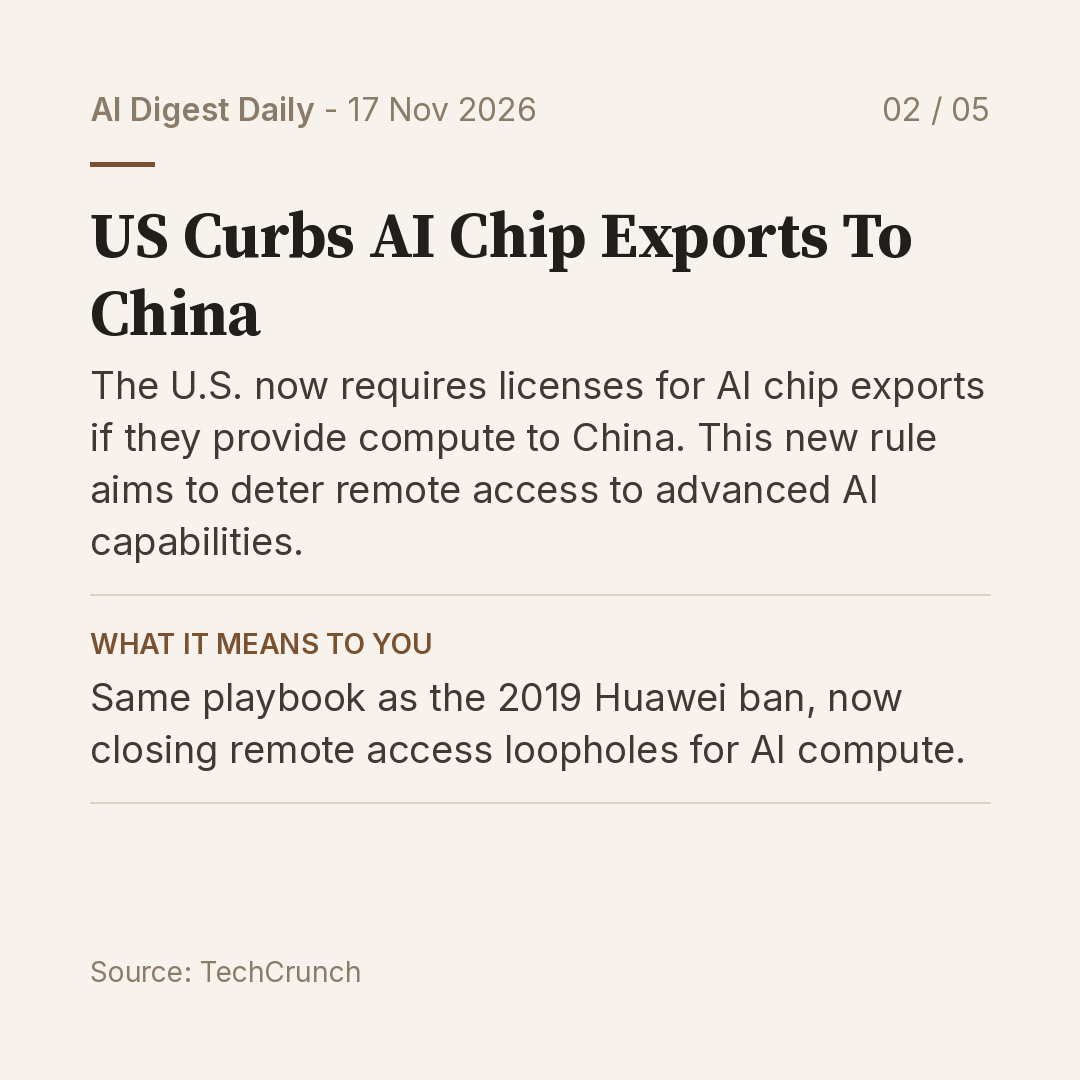 AI Digest Daily - 17 Nov 2026
02 / 05
US Curbs AI Chip Exports To
China
The U.S. now requires licenses for AI chip exports
if they provide compute to China. This new rule
aims to deter remote access to advanced AI
capabilities.
WHAT IT MEANS TO YOU
Same playbook as the 2019 Huawei ban, now
closing remote access loopholes for AI compute.
Source: TechCrunch